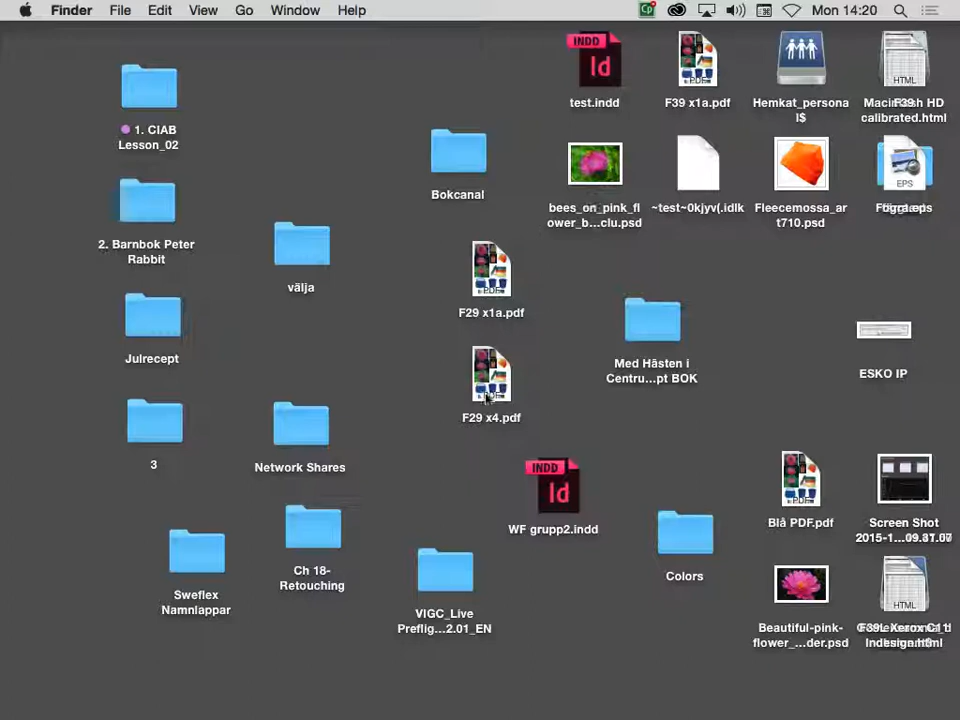 Finder File Edit View Go Window Help
Mon 14:20
1. CIAB
Lesson_02
2. Barnbok Peter
Rabbit
Julrecept
3
Sweflex
Namnlappar
välja
Network Shares
Ch 18-
Retouching
Bokcanal
F29 x1a.pdf
F29 x4.pdf
VIGC_Live
Preflig...2.01_EN
INDD
Id
test.indd
bees_on_pink_fl
ower_b...clu.psd
INDD
Id
WF grupp2.indd
PDF
F39 x1a.pdf
~test~0kjyv(.idlk
Med Hästen i
Centru...pt BOK
Colors
Hemkat_persona
l$
Fleecemossa_a
rt710.psd
Blå PDF.pdf
Beautiful-pink-
flower_...der.psd
HTML
calibrated.html
EPS
ESKO IP
Screen Shot
HTML